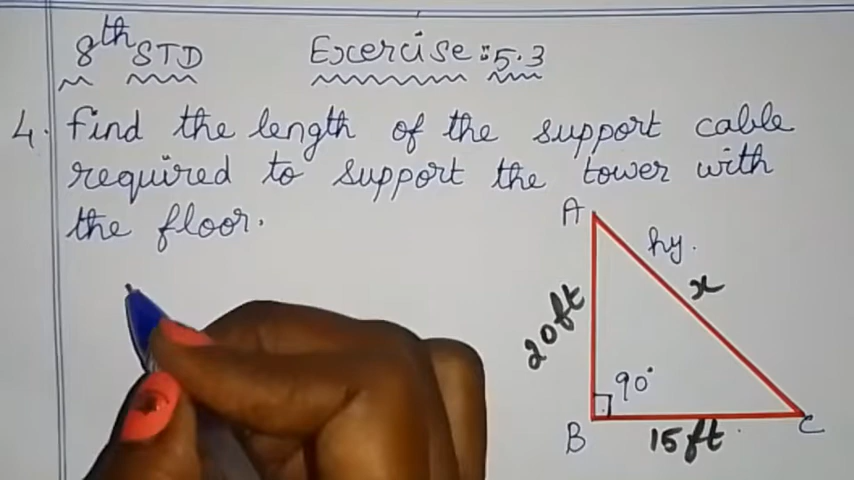 8th STD Exercise:5.3
4. Find the length of the support cable
required to support the tower with
the floor.
A
hy.
x
20ft
90°
B
15ft
C